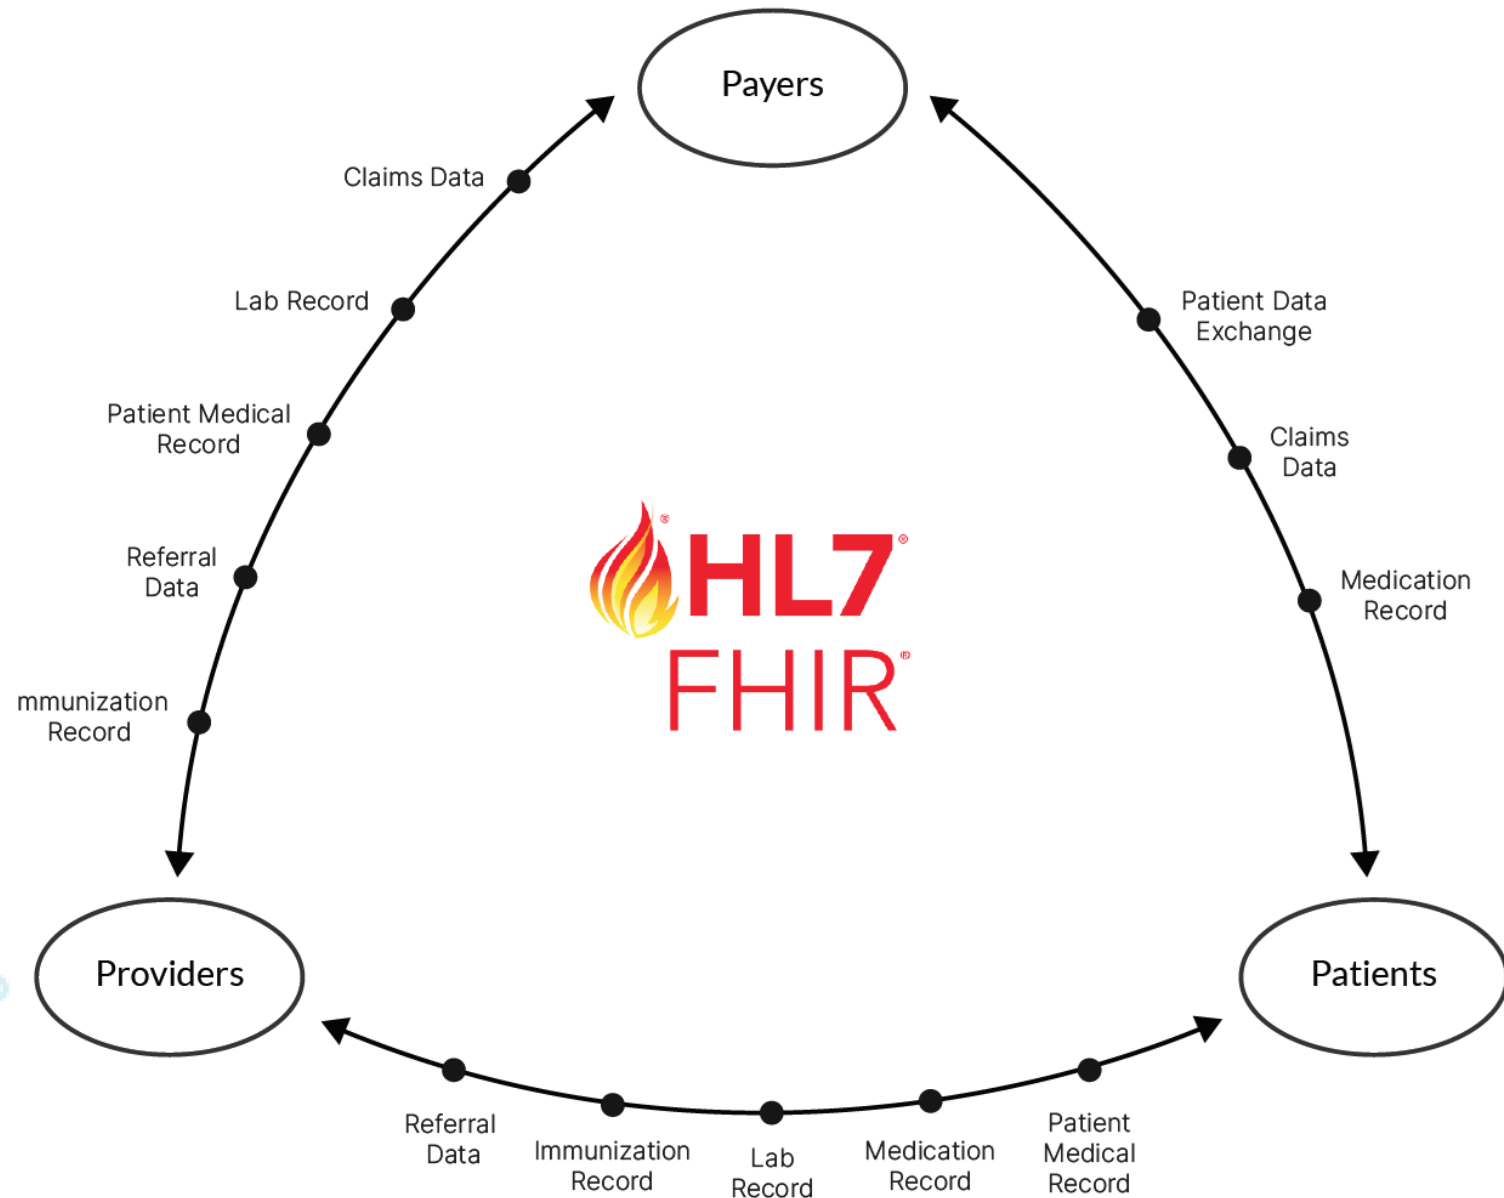 Payers
Claims Data
Lab Record
Patient Data
Exchange
Patient Medical
Record
Claims
Data
HL7®
FHIR®
®
Referral
Data
Medication
Record
mmunization
Record
Providers
Patients
Referral
Data
Immunization
Record
Lab
Record
Medication
Record
Patient
Medical
Record